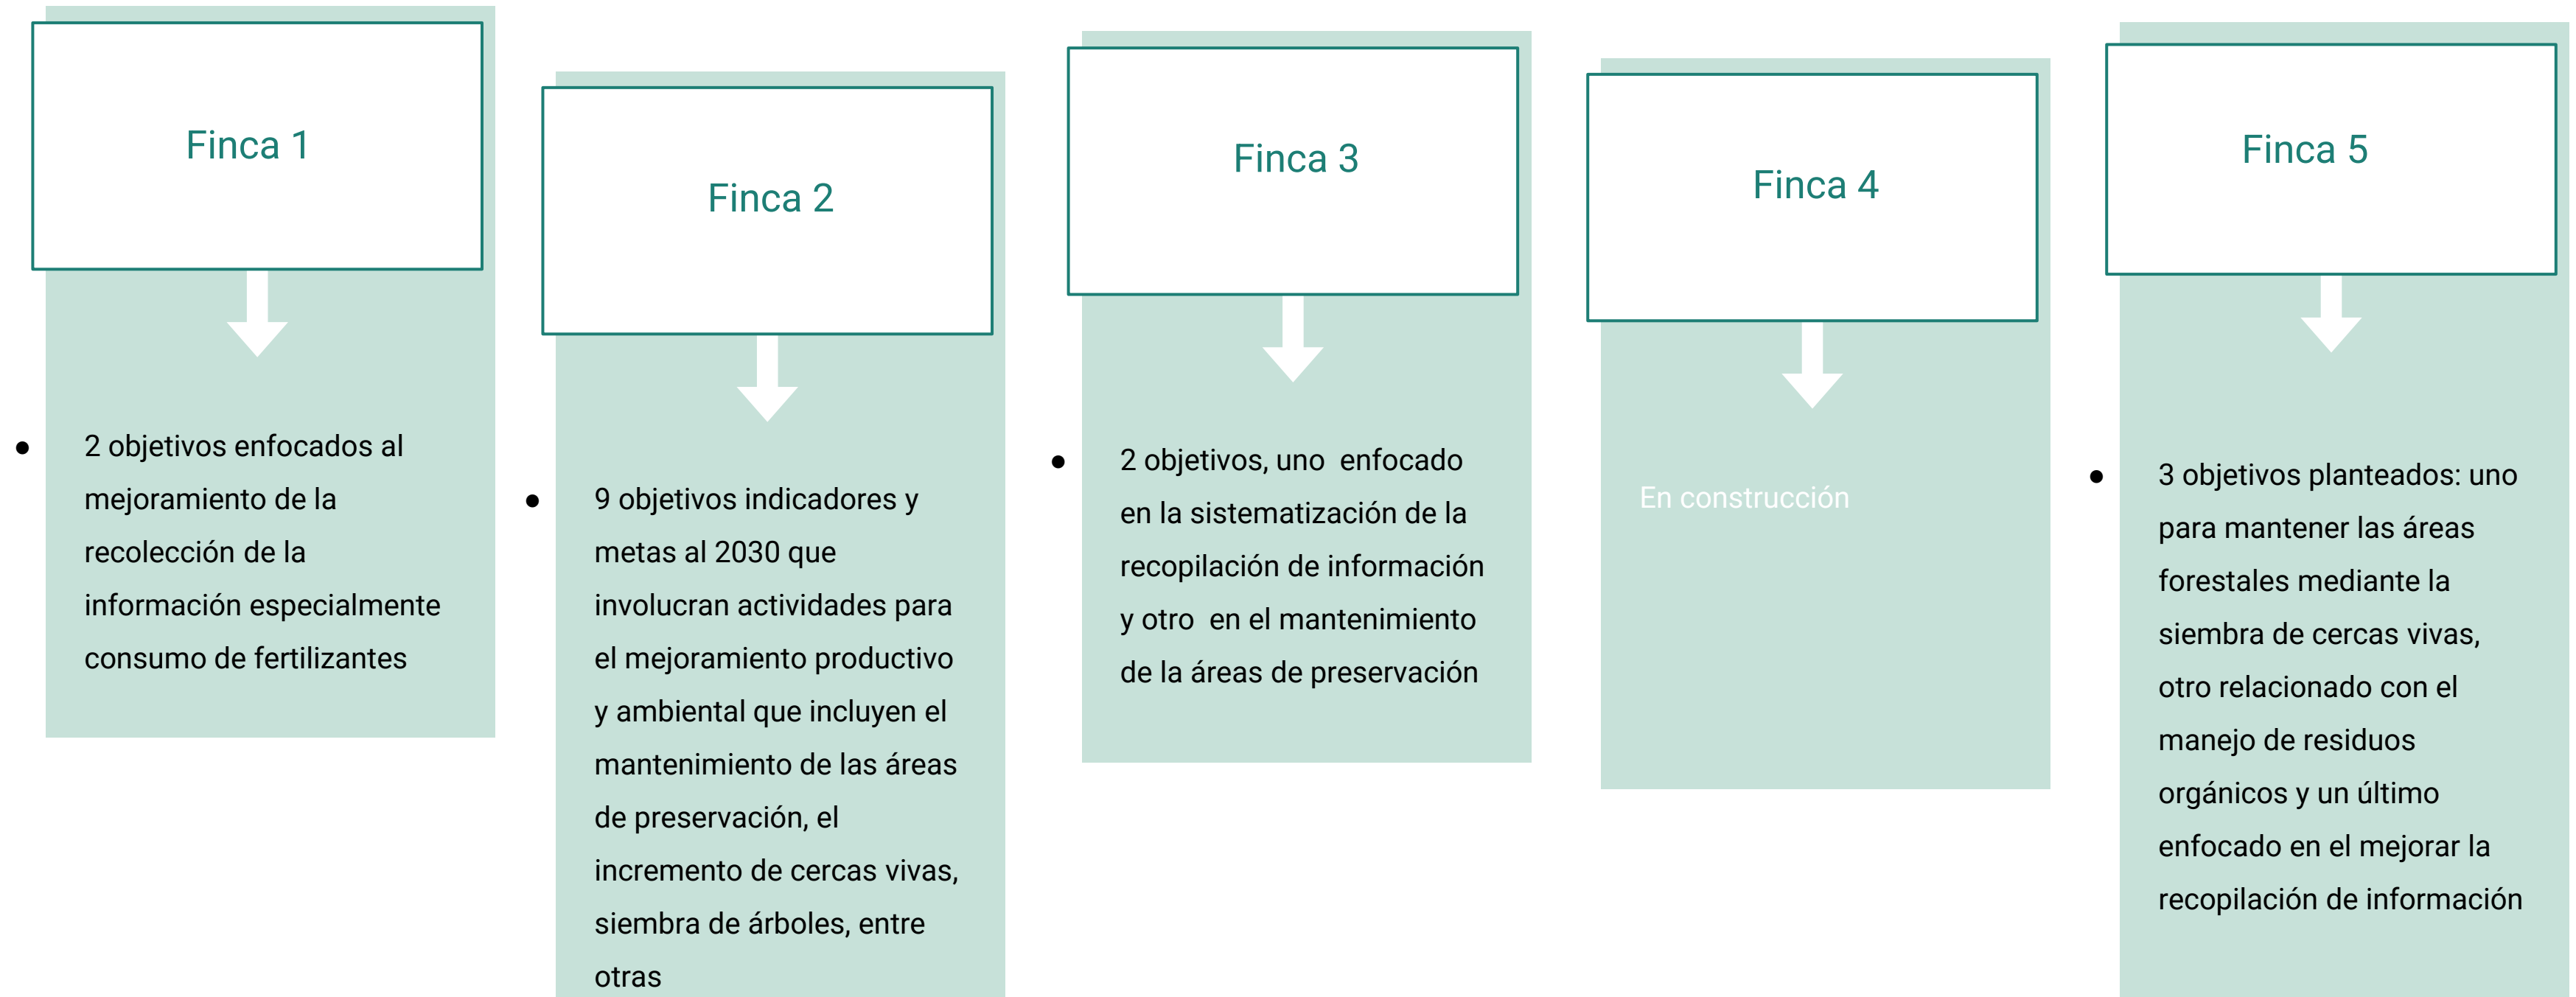 Finca 1
• 2 objetivos enfocados al
mejoramiento de la
recolección de la
información especialmente
consumo de fertilizantes
Finca 2
• 9 objetivos indicadores y
metas al 2030 que
involucran actividades para
el mejoramiento productivo
y ambiental que incluyen el
mantenimiento de las áreas
de preservación, el
incremento de cercas vivas,
siembra de árboles, entre
otras
Finca 3
• 2 objetivos, uno  enfocado
en la sistematización de la
recopilación de información
y otro  en el mantenimiento
de la áreas de preservación
Finca 4
En construcción
Finca 5
• 3 objetivos planteados: uno
para mantener las áreas
forestales mediante la
siembra de cercas vivas,
otro relacionado con el
manejo de residuos
orgánicos y un último
enfocado en el mejorar la
recopilación de información